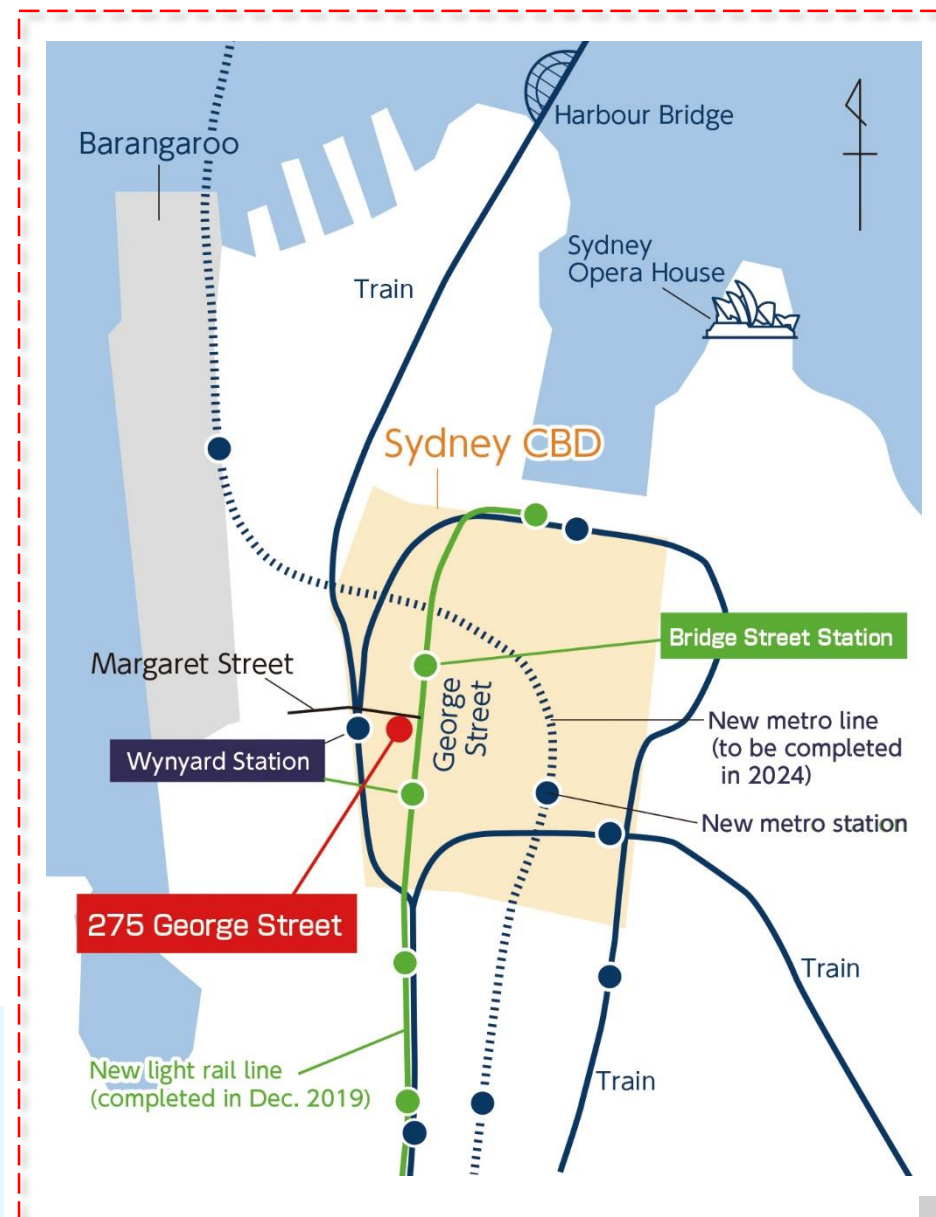 Harbour Bridge
Barangaroo
Sydney
Opera House
Train
Sydney CBD
Bridge Street Station
Margaret Street
George
Street
New metro line
(to be completed
in 2024)
Wynyard Station
New metro station
275 George Street
Train
New light rail line
(completed in Dec. 2019)
Train